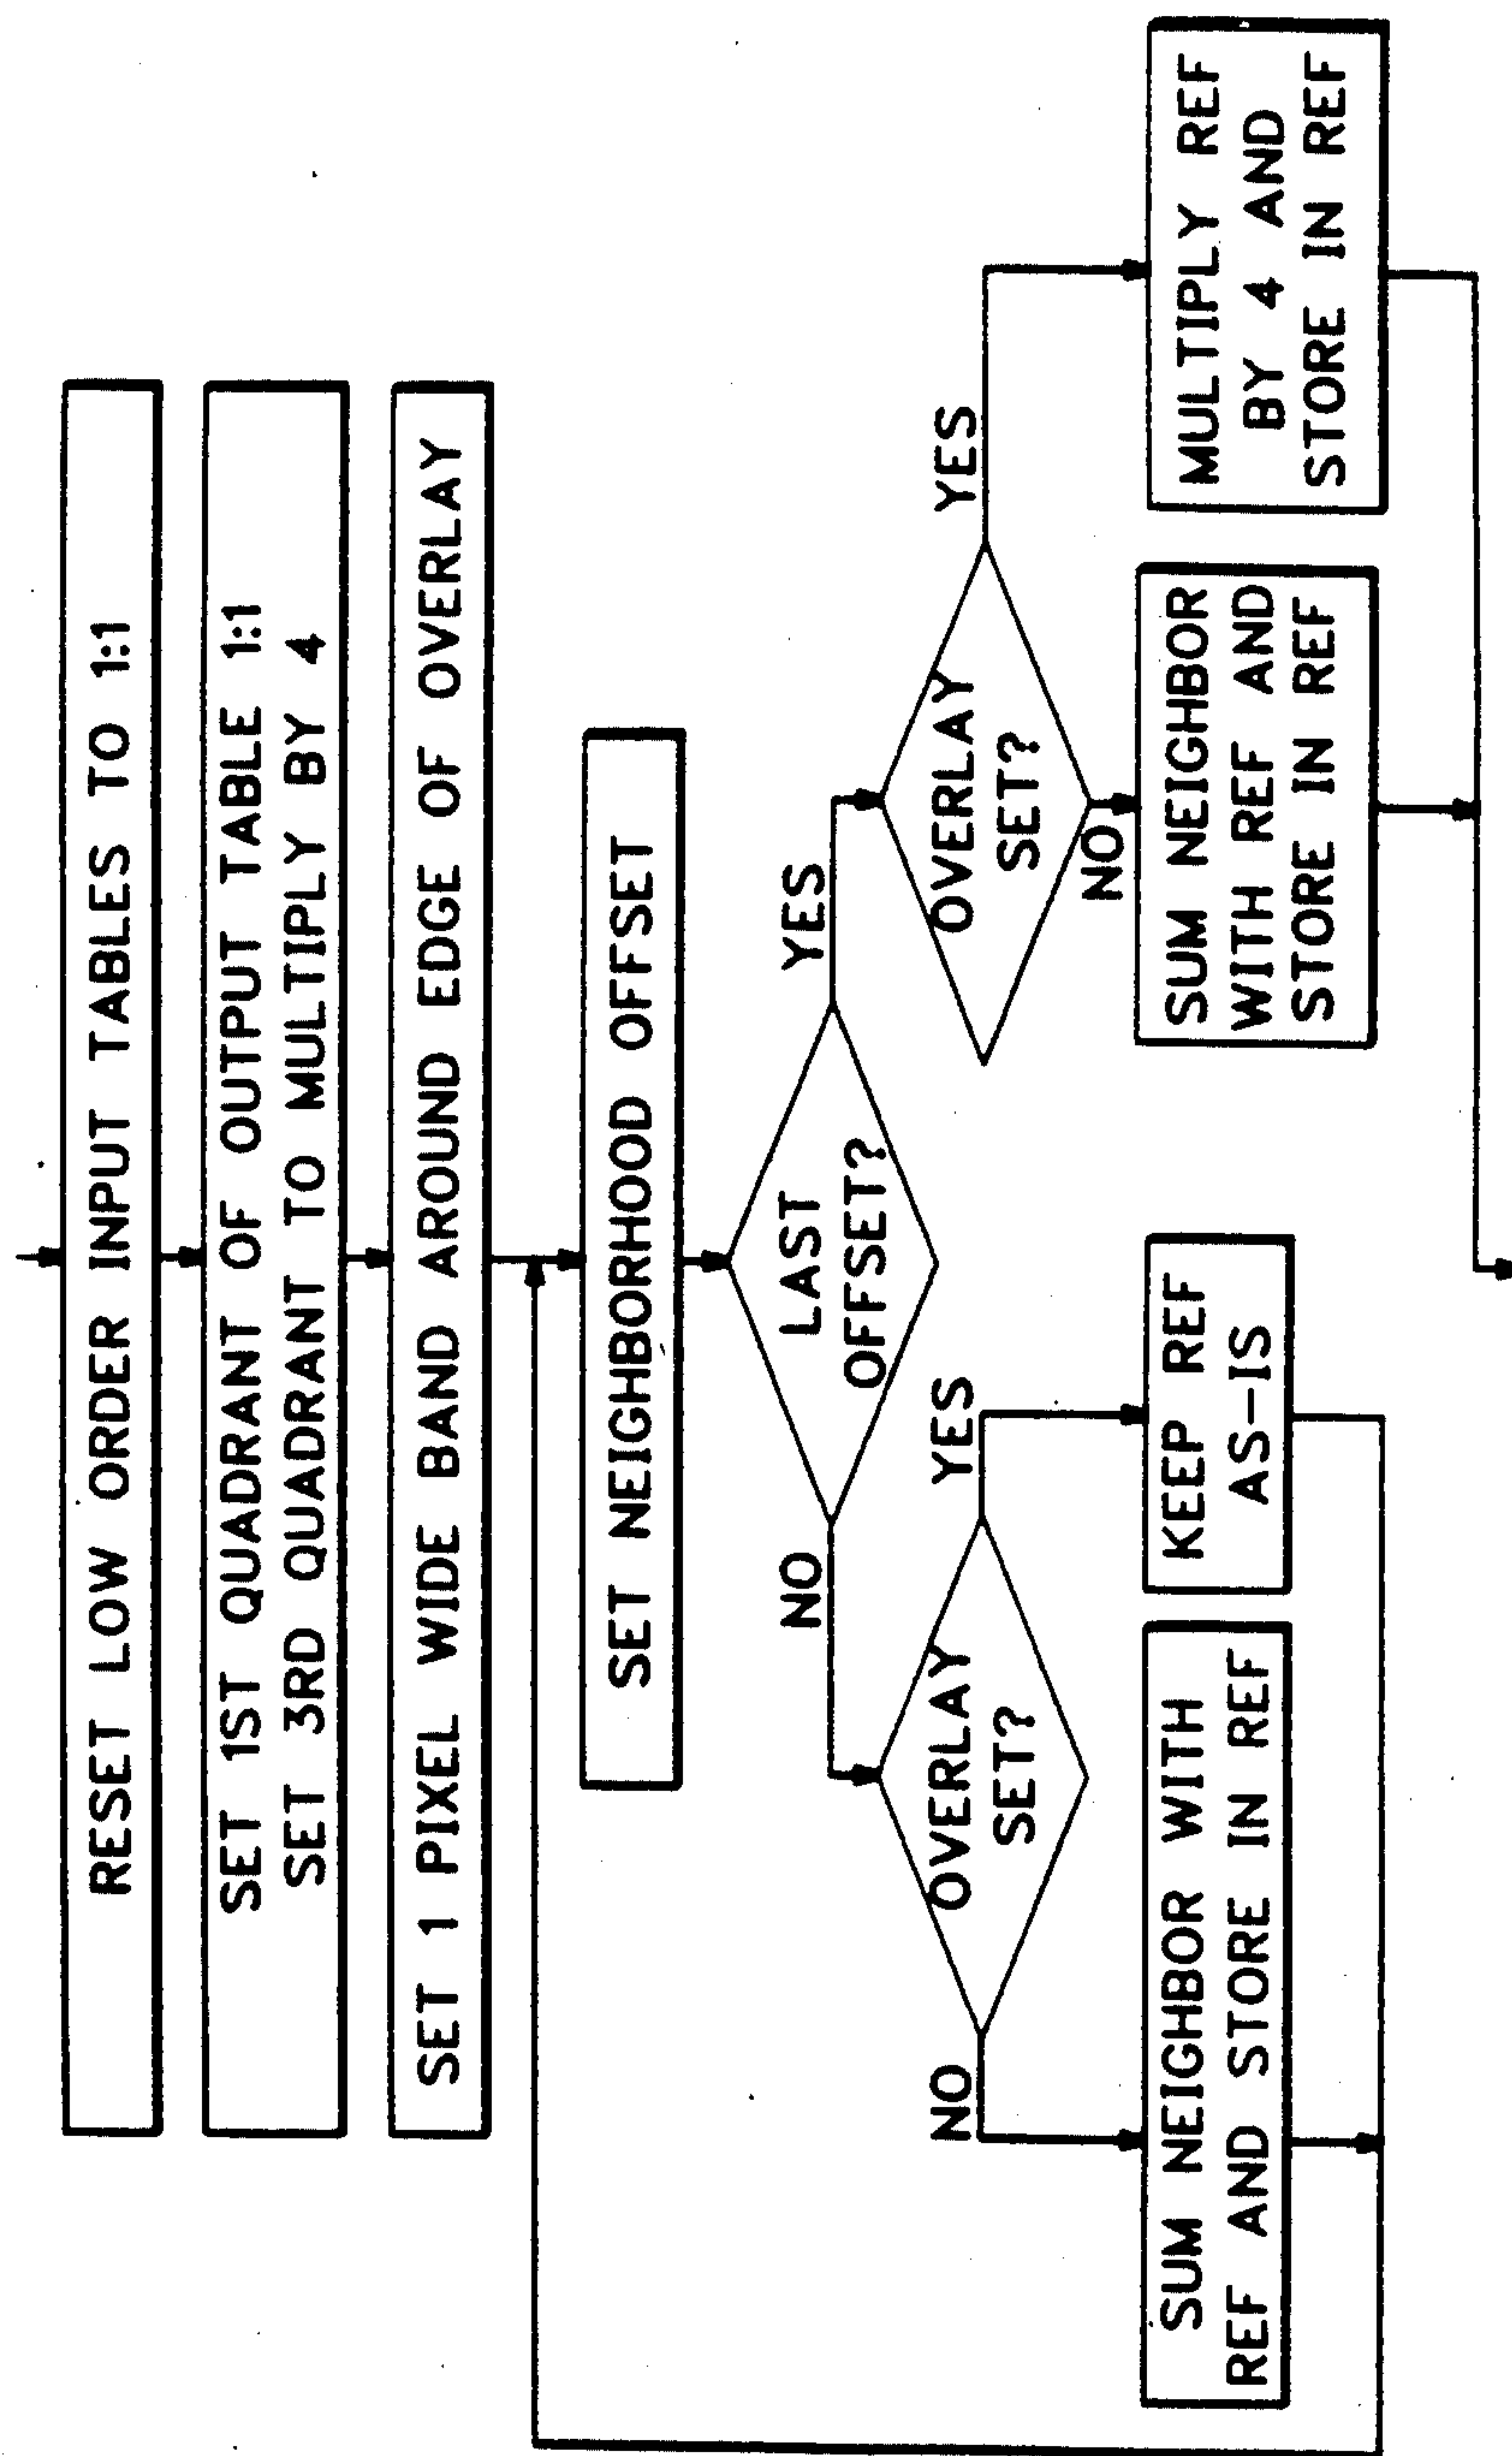 RESET LOW ORDER INPUT TABLES TO 1:1
SET 1ST QUADRANT OF OUTPUT TABLE 1:1
SET 3RD QUADRANT TO MULTIPLY BY 4
SET 1 PIXEL WIDE BAND AROUND EDGE OF OVERLAY
SET NEIGHBORHOOD OFFSET
LAST
OFFSET?
NO
YES
OVERLAY
SET?
NO
YES
SUM NEIGHBOR WITH
REF AND STORE IN REF
KEEP REF
AS-IS
OVERLAY
SET?
NO
YES
SUM NEIGHBOR
WITH REF AND
STORE IN REF
MULTIPLY REF
BY 4 AND
STORE IN REF